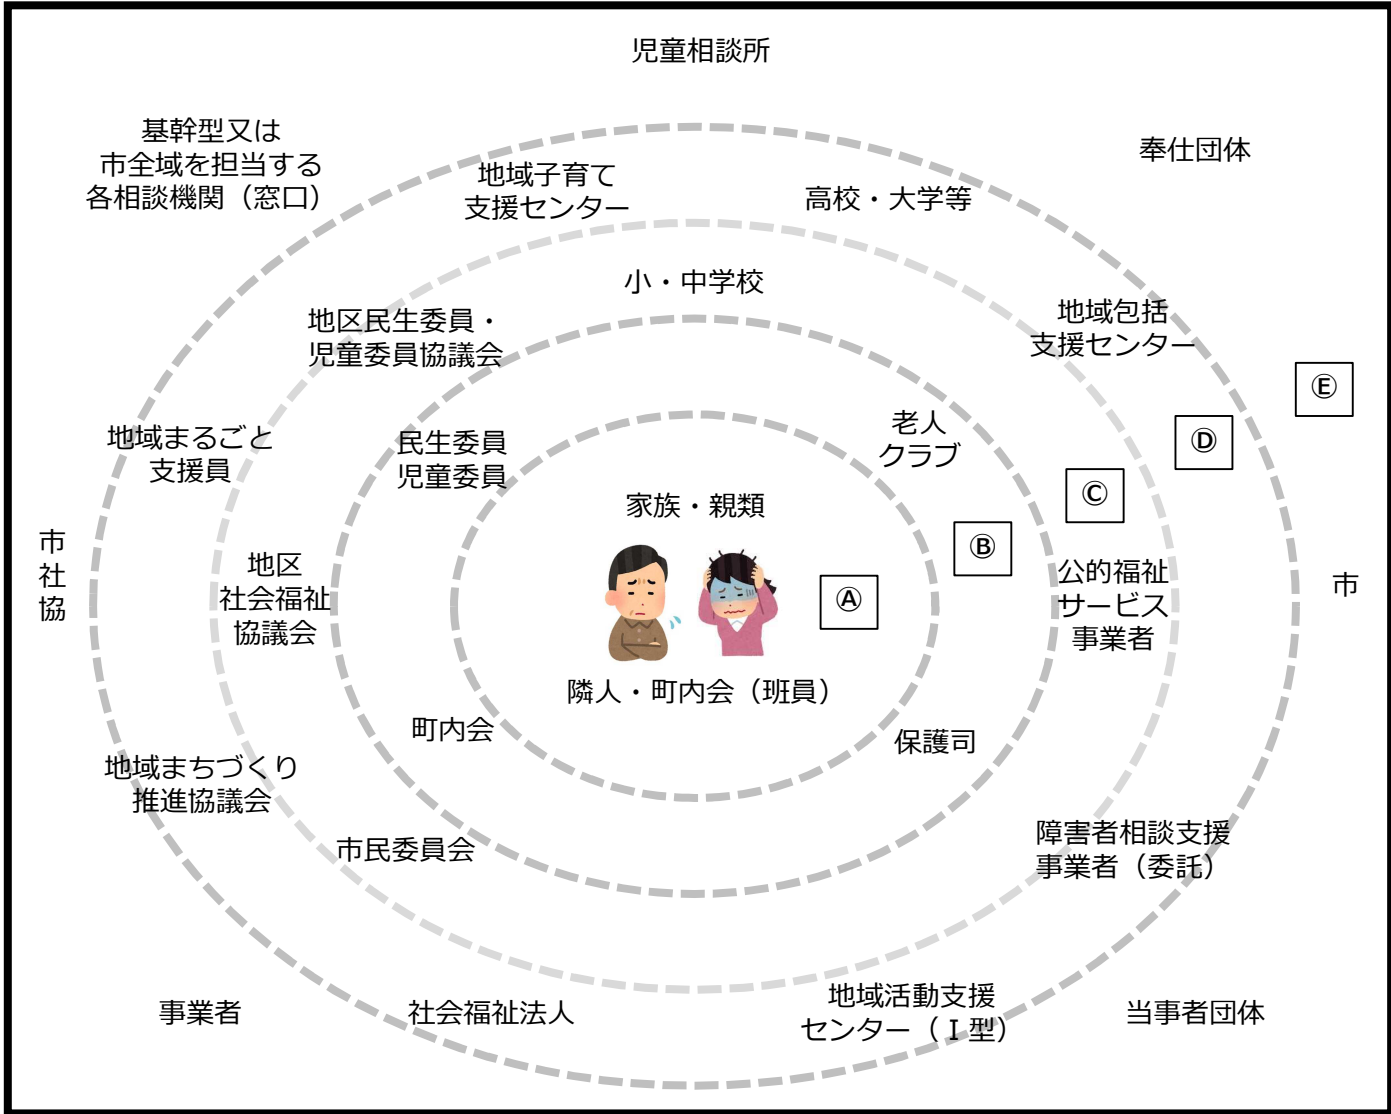 児童相談所
基幹型又は
市全域を担当する
各相談機関（窓口）
奉仕団体
地域子育て
支援センター
高校・大学等
小・中学校
地区民生委員・
児童委員協議会
地域包括
支援センター
Ⓔ
地域まるごと
支援員
民生委員
児童委員
老人
クラブ
Ⓓ
Ⓒ
家族・親類
Ⓑ
市
社
協
地区
社会福祉
協議会
Ⓐ
公的福祉
サービス
事業者
市
隣人・町内会（班員）
町内会
保護司
地域まちづくり
推進協議会
市民委員会
障害者相談支援
事業者（委託）
事業者
社会福祉法人
地域活動支援
センター（Ⅰ型）
当事者団体